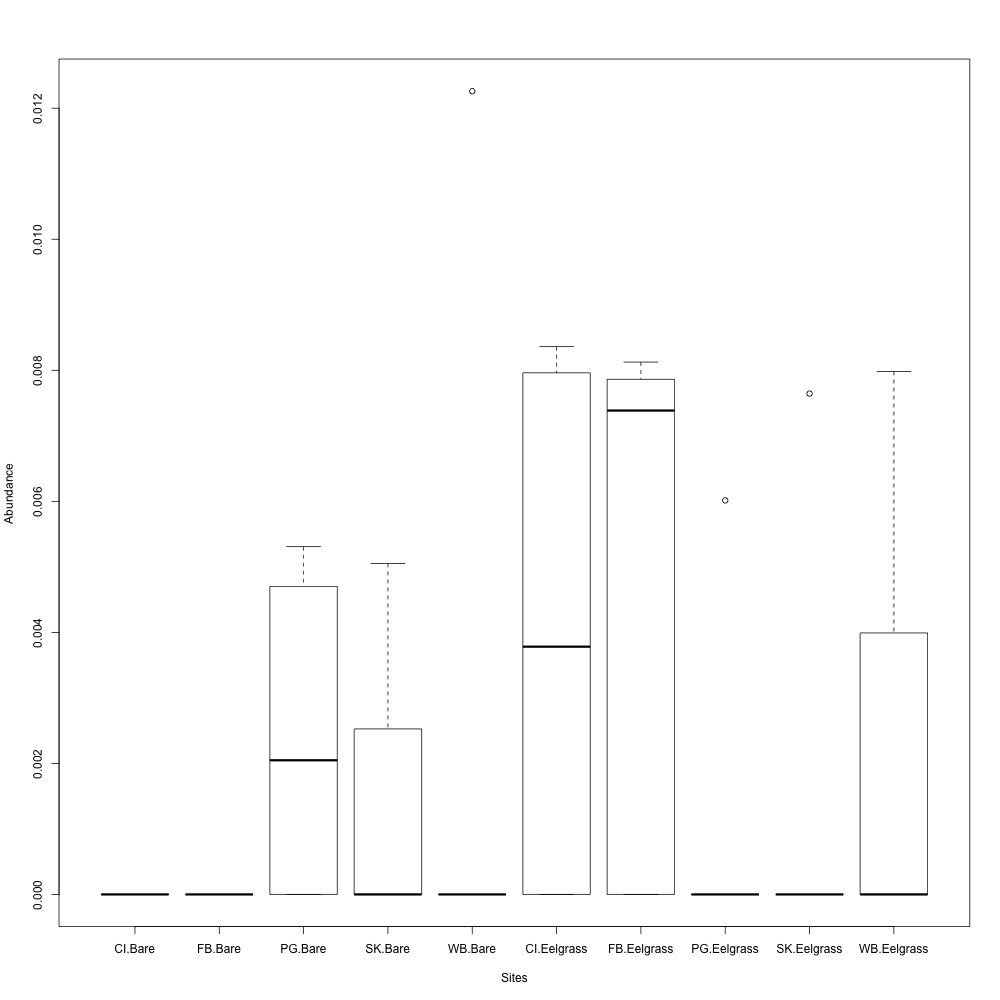 0.012
0.010
0.008
0.006
0.004
0.002
0.000
Abundance
CI.Bare FB.Bare PG.Bare SK.Bare WB.Bare CI.Eelgrass FB.Eelgrass PG.Eelgrass SK.Eelgrass WB.Eelgrass
Sites